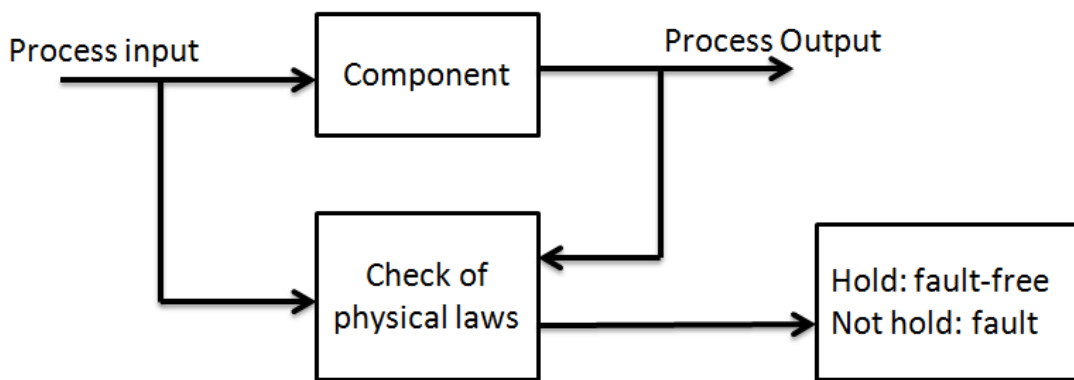 Process input
Component
Process Output
Check of
physical laws
Hold: fault-free
Not hold: fault